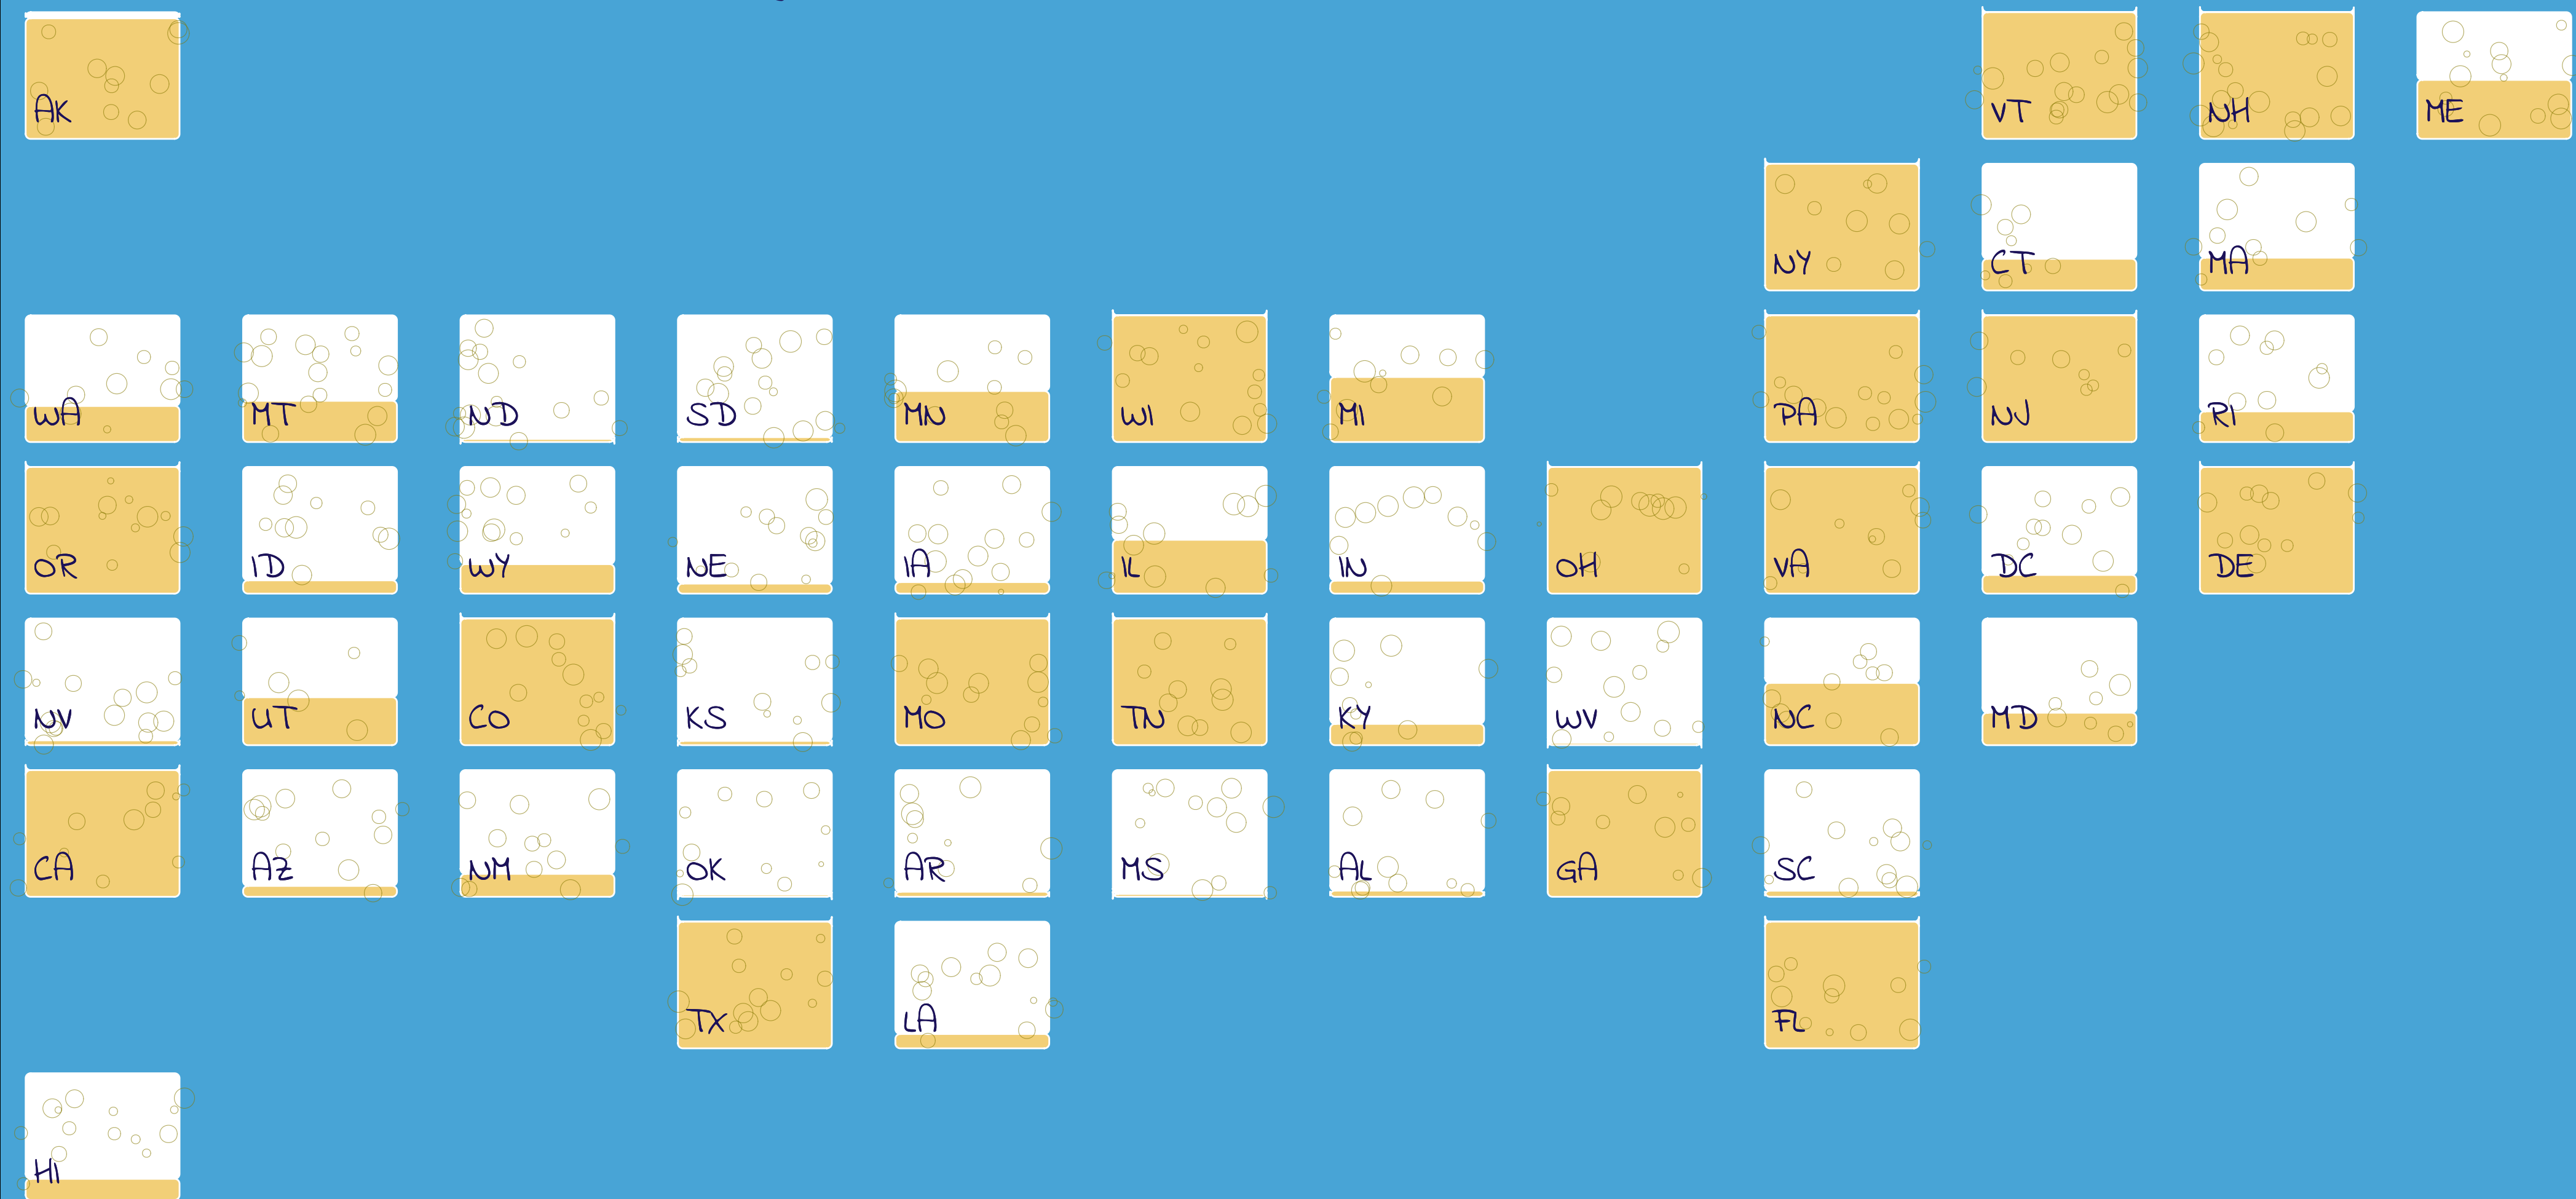 AK VT NH ME
NY CT MA
WA MT ND SD MN WI MI PA NJ RI
OR ID WY NE IA IL IN OH VA DC DE
NV UT CO KS MO TN KY WV NC MD
CA AZ NM OK AR MS AL GA SC
TX LA FL
HI